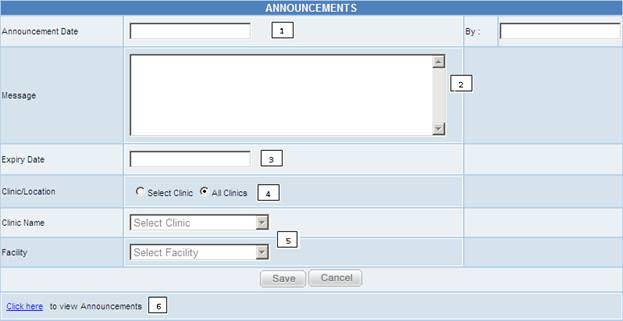 ANNOUNCEMENTS
Announcement Date 1 By :
Message 2
Expiry Date 3
Clinic/Location Select Clinic All Clinics 4
Clinic Name Select Clinic
5
Facility Select Facility
Save Cancel
Click here to view Announcements 6